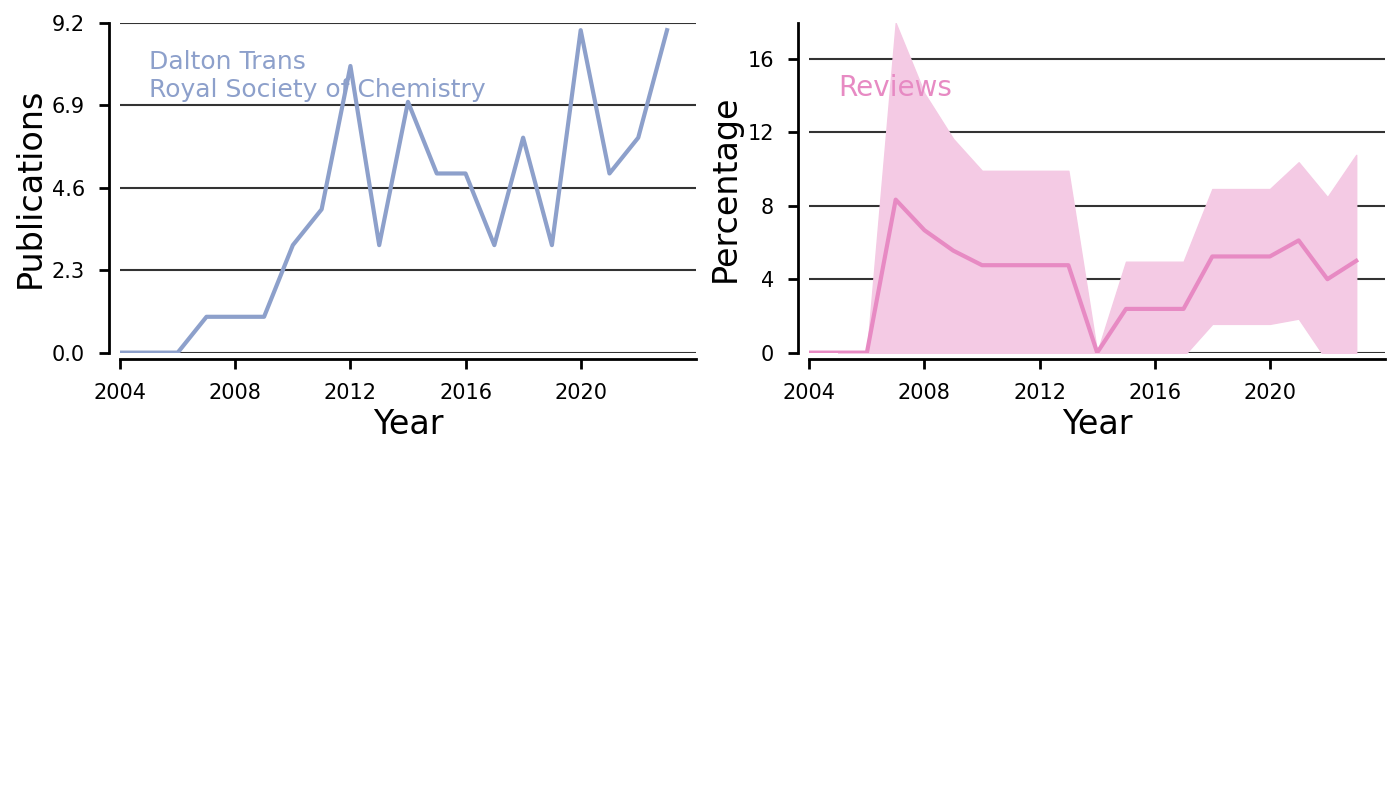 9.2
6.9
4.6
2.3
0.0
Publications
Dalton Trans
Royal Society of Chemistry
2004 2008 2012 2016 2020
Year
16
12
8
4
0
Percentage
Reviews
2004 2008 2012 2016 2020
Year